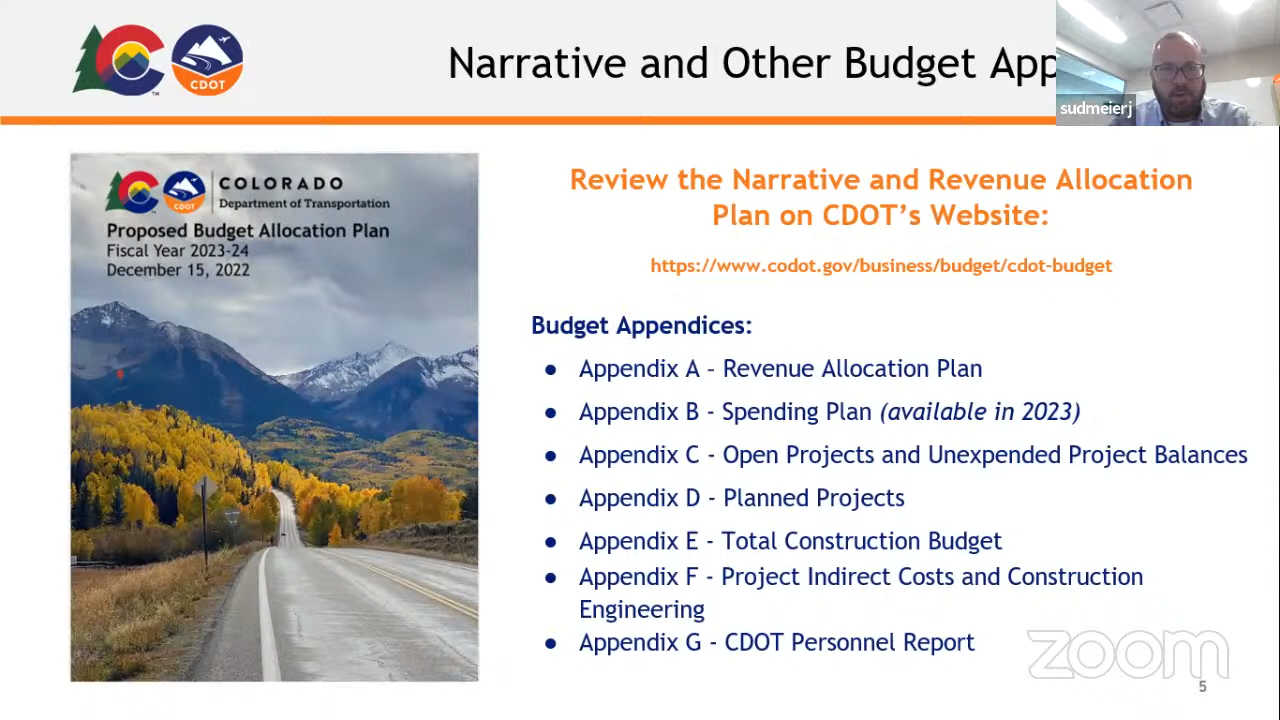 Narrative and Other Budget App
sudmeierj
CDOT
COLORADO
CDOT
Department of Transportation
Proposed Budget Allocation Plan
Fiscal Year 2023-24
December 15, 2022
Review the Narrative and Revenue Allocation
Plan on CDOT’s Website:
https://www.codot.gov/business/budget/cdot-budget
Budget Appendices:
● Appendix A – Revenue Allocation Plan
● Appendix B - Spending Plan (available in 2023)
● Appendix C - Open Projects and Unexpended Project Balances
● Appendix D - Planned Projects
● Appendix E - Total Construction Budget
● Appendix F - Project Indirect Costs and Construction
Engineering
● Appendix G - CDOT Personnel Report
zoom
5